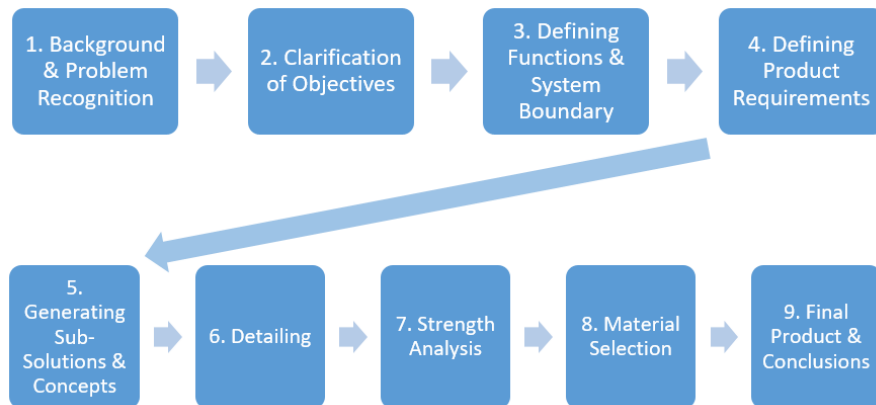 1. Background
& Problem
Recognition
2. Clarification
of Objectives
3. Defining
Functions &
System
Boundary
4. Defining
Product
Requirements
5.
Generating
Sub-
Solutions &
Concepts
6. Detailing
7. Strength
Analysis
8. Material
Selection
9. Final
Product &
Conclusions